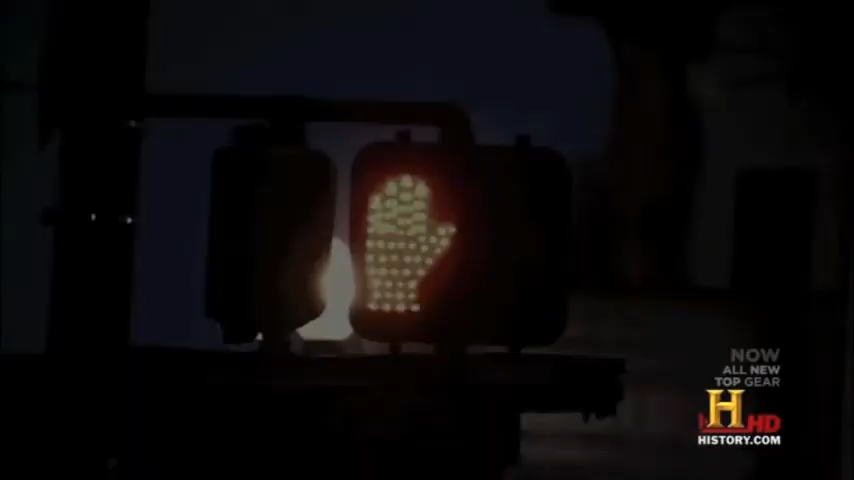 NOW
ALL NEW
TOP GEAR
H HD
HISTORY.COM